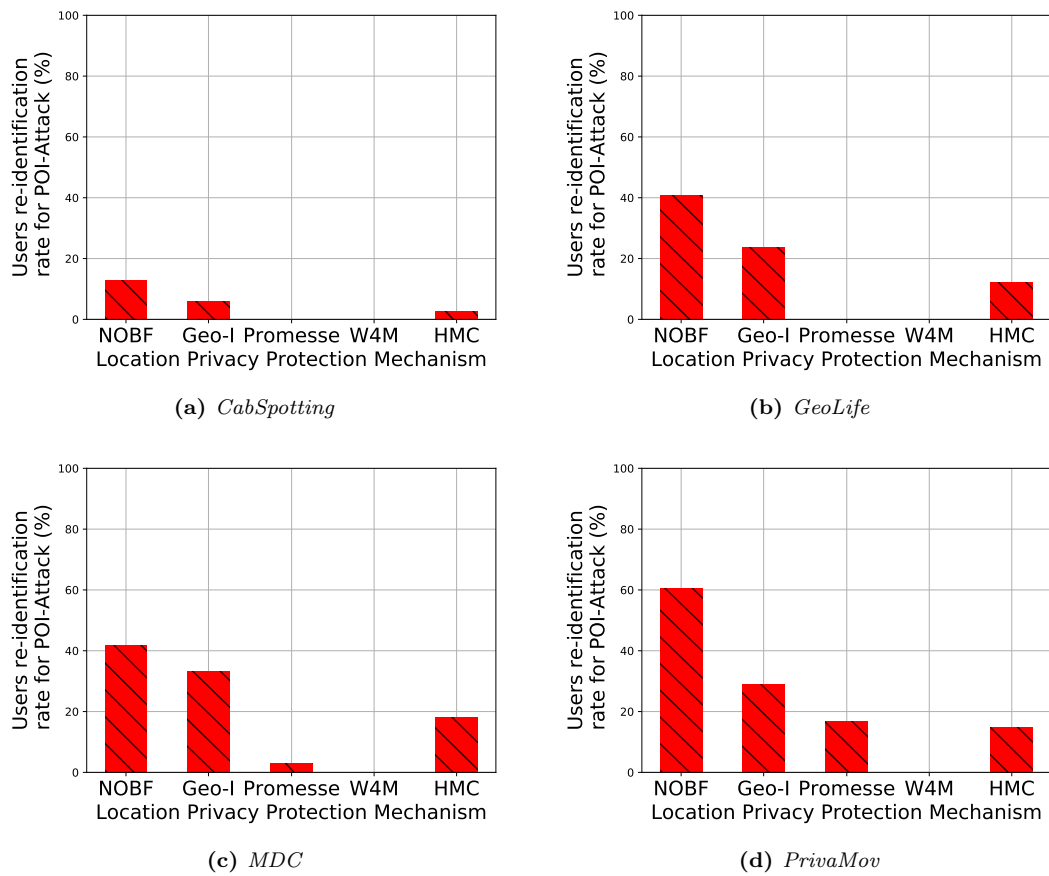 100
80
60
40
20
0
Users re-identification
rate for POI-Attack (%)
NOBF Geo-I Promesse W4M HMC
Location Privacy Protection Mechanism
(a) CabSpotting
100
80
60
40
20
0
Users re-identification
rate for POI-Attack (%)
NOBF Geo-I Promesse W4M HMC
Location Privacy Protection Mechanism
(b) GeoLife
100
80
60
40
20
0
Users re-identification
rate for POI-Attack (%)
NOBF Geo-I Promesse W4M HMC
Location Privacy Protection Mechanism
(c) MDC
100
80
60
40
20
0
Users re-identification
rate for POI-Attack (%)
NOBF Geo-I Promesse W4M HMC
Location Privacy Protection Mechanism
(d) PrivaMov